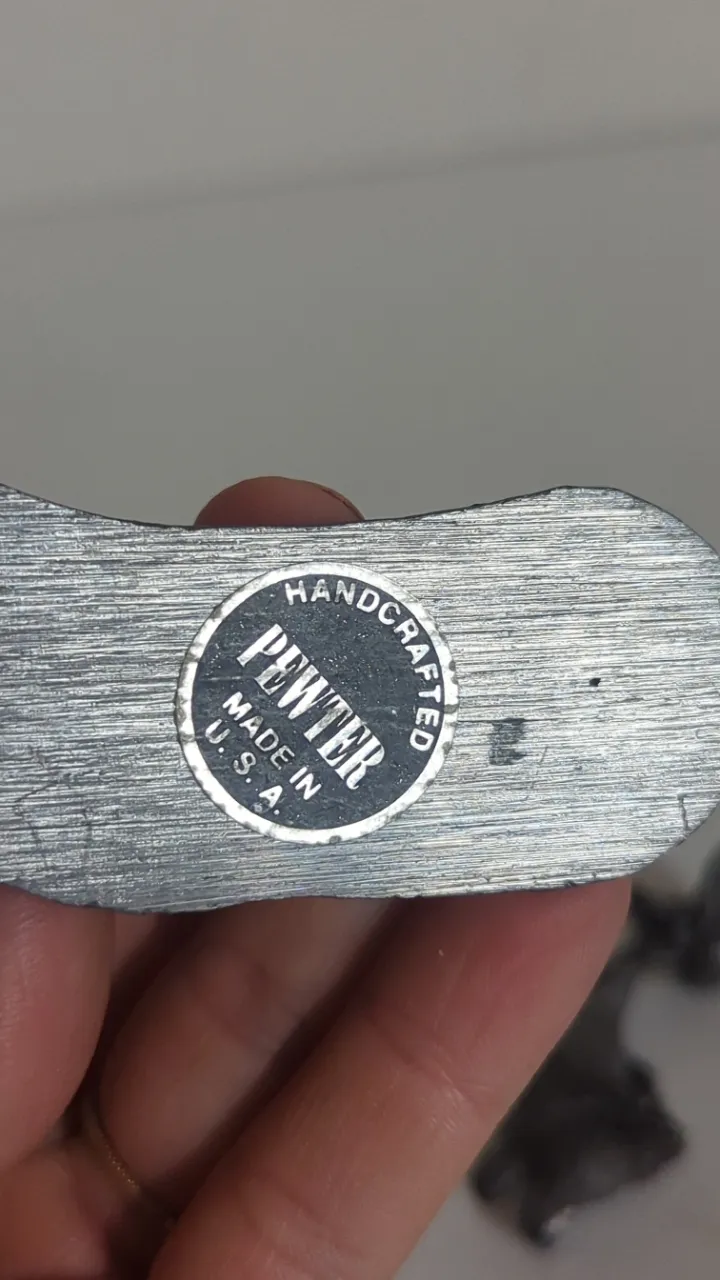 HANDCRAFTED
PEWTER
MADE IN
U. S. A.